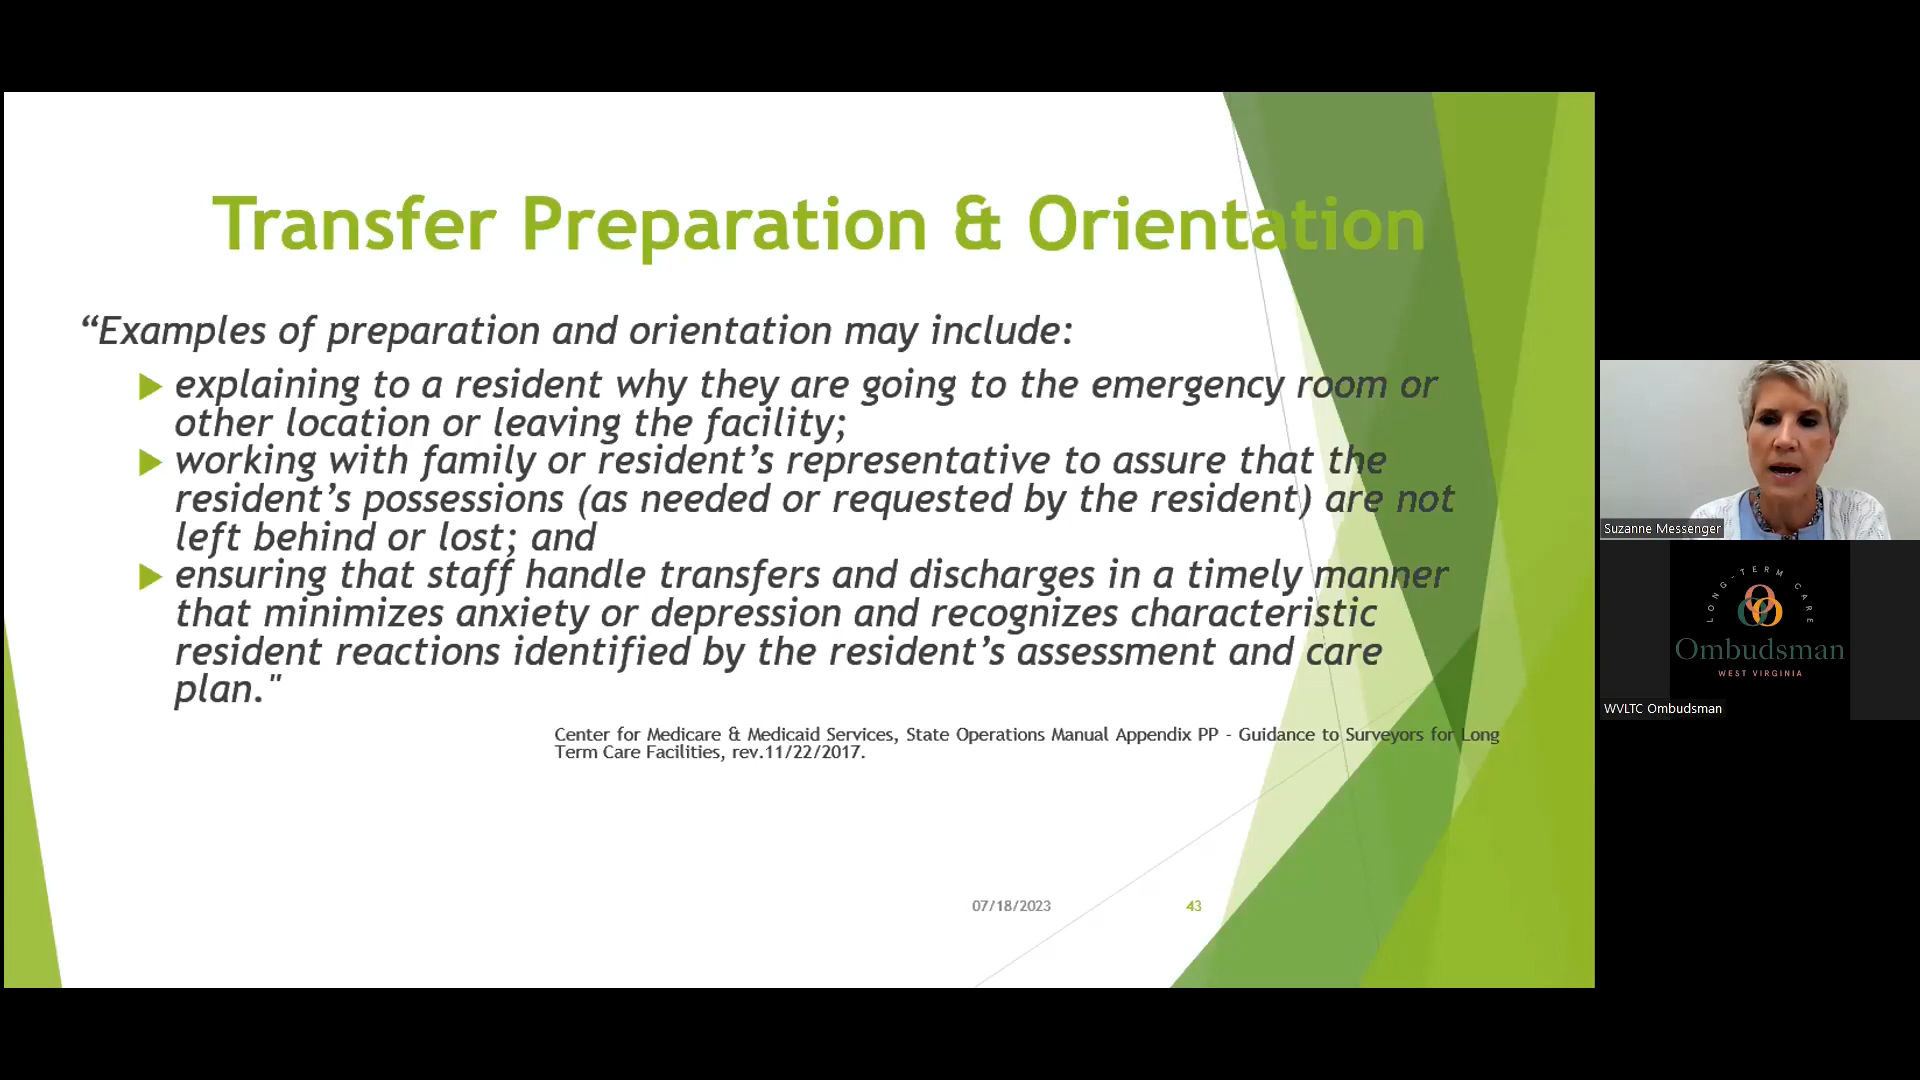 Transfer Preparation & Orientation
“Examples of preparation and orientation may include:
explaining to a resident why they are going to the emergency room or
other location or leaving the facility;
working with family or resident’s representative to assure that the
resident’s possessions (as needed or requested by the resident) are not
left behind or lost; and
ensuring that staff handle transfers and discharges in a timely manner
that minimizes anxiety or depression and recognizes characteristic
resident reactions identified by the resident’s assessment and care
plan."
Center for Medicare & Medicaid Services, State Operations Manual Appendix PP - Guidance to Surveyors for Long
Term Care Facilities, rev.11/22/2017.
07/18/2023
43
Suzanne Messenger
LONG-TERM CARE
Ombudsman
WEST VIRGINIA
WVLTC Ombudsman